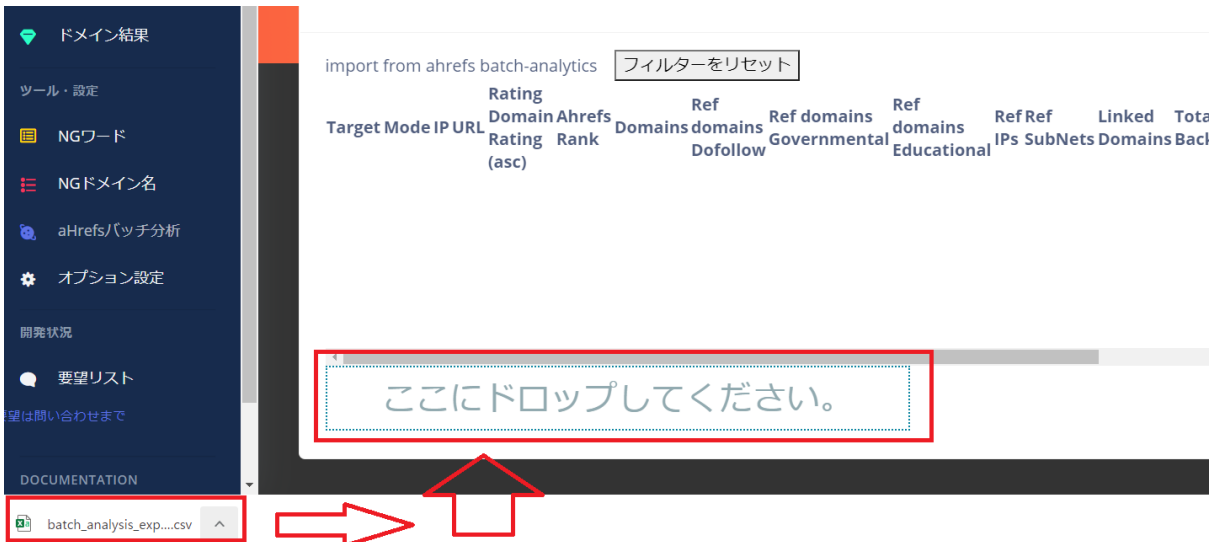 ドメイン結果
ツール・設定
NGワード
NGドメイン名
aHrefsバッチ分析
オプション設定
開発状況
要望リスト
要望は問い合わせまで
DOCUMENTATION
batch_analysis_exp....csv
import from ahrefs batch-analytics フィルターをリセット
Target Mode IP URL Rating Domain Rating (asc) Ahrefs Rank Domains Ref domains Dofollow Ref domains Governmental Ref domains Educational Ref IPs Ref SubNets Linked Domains
ここにドロップしてください。